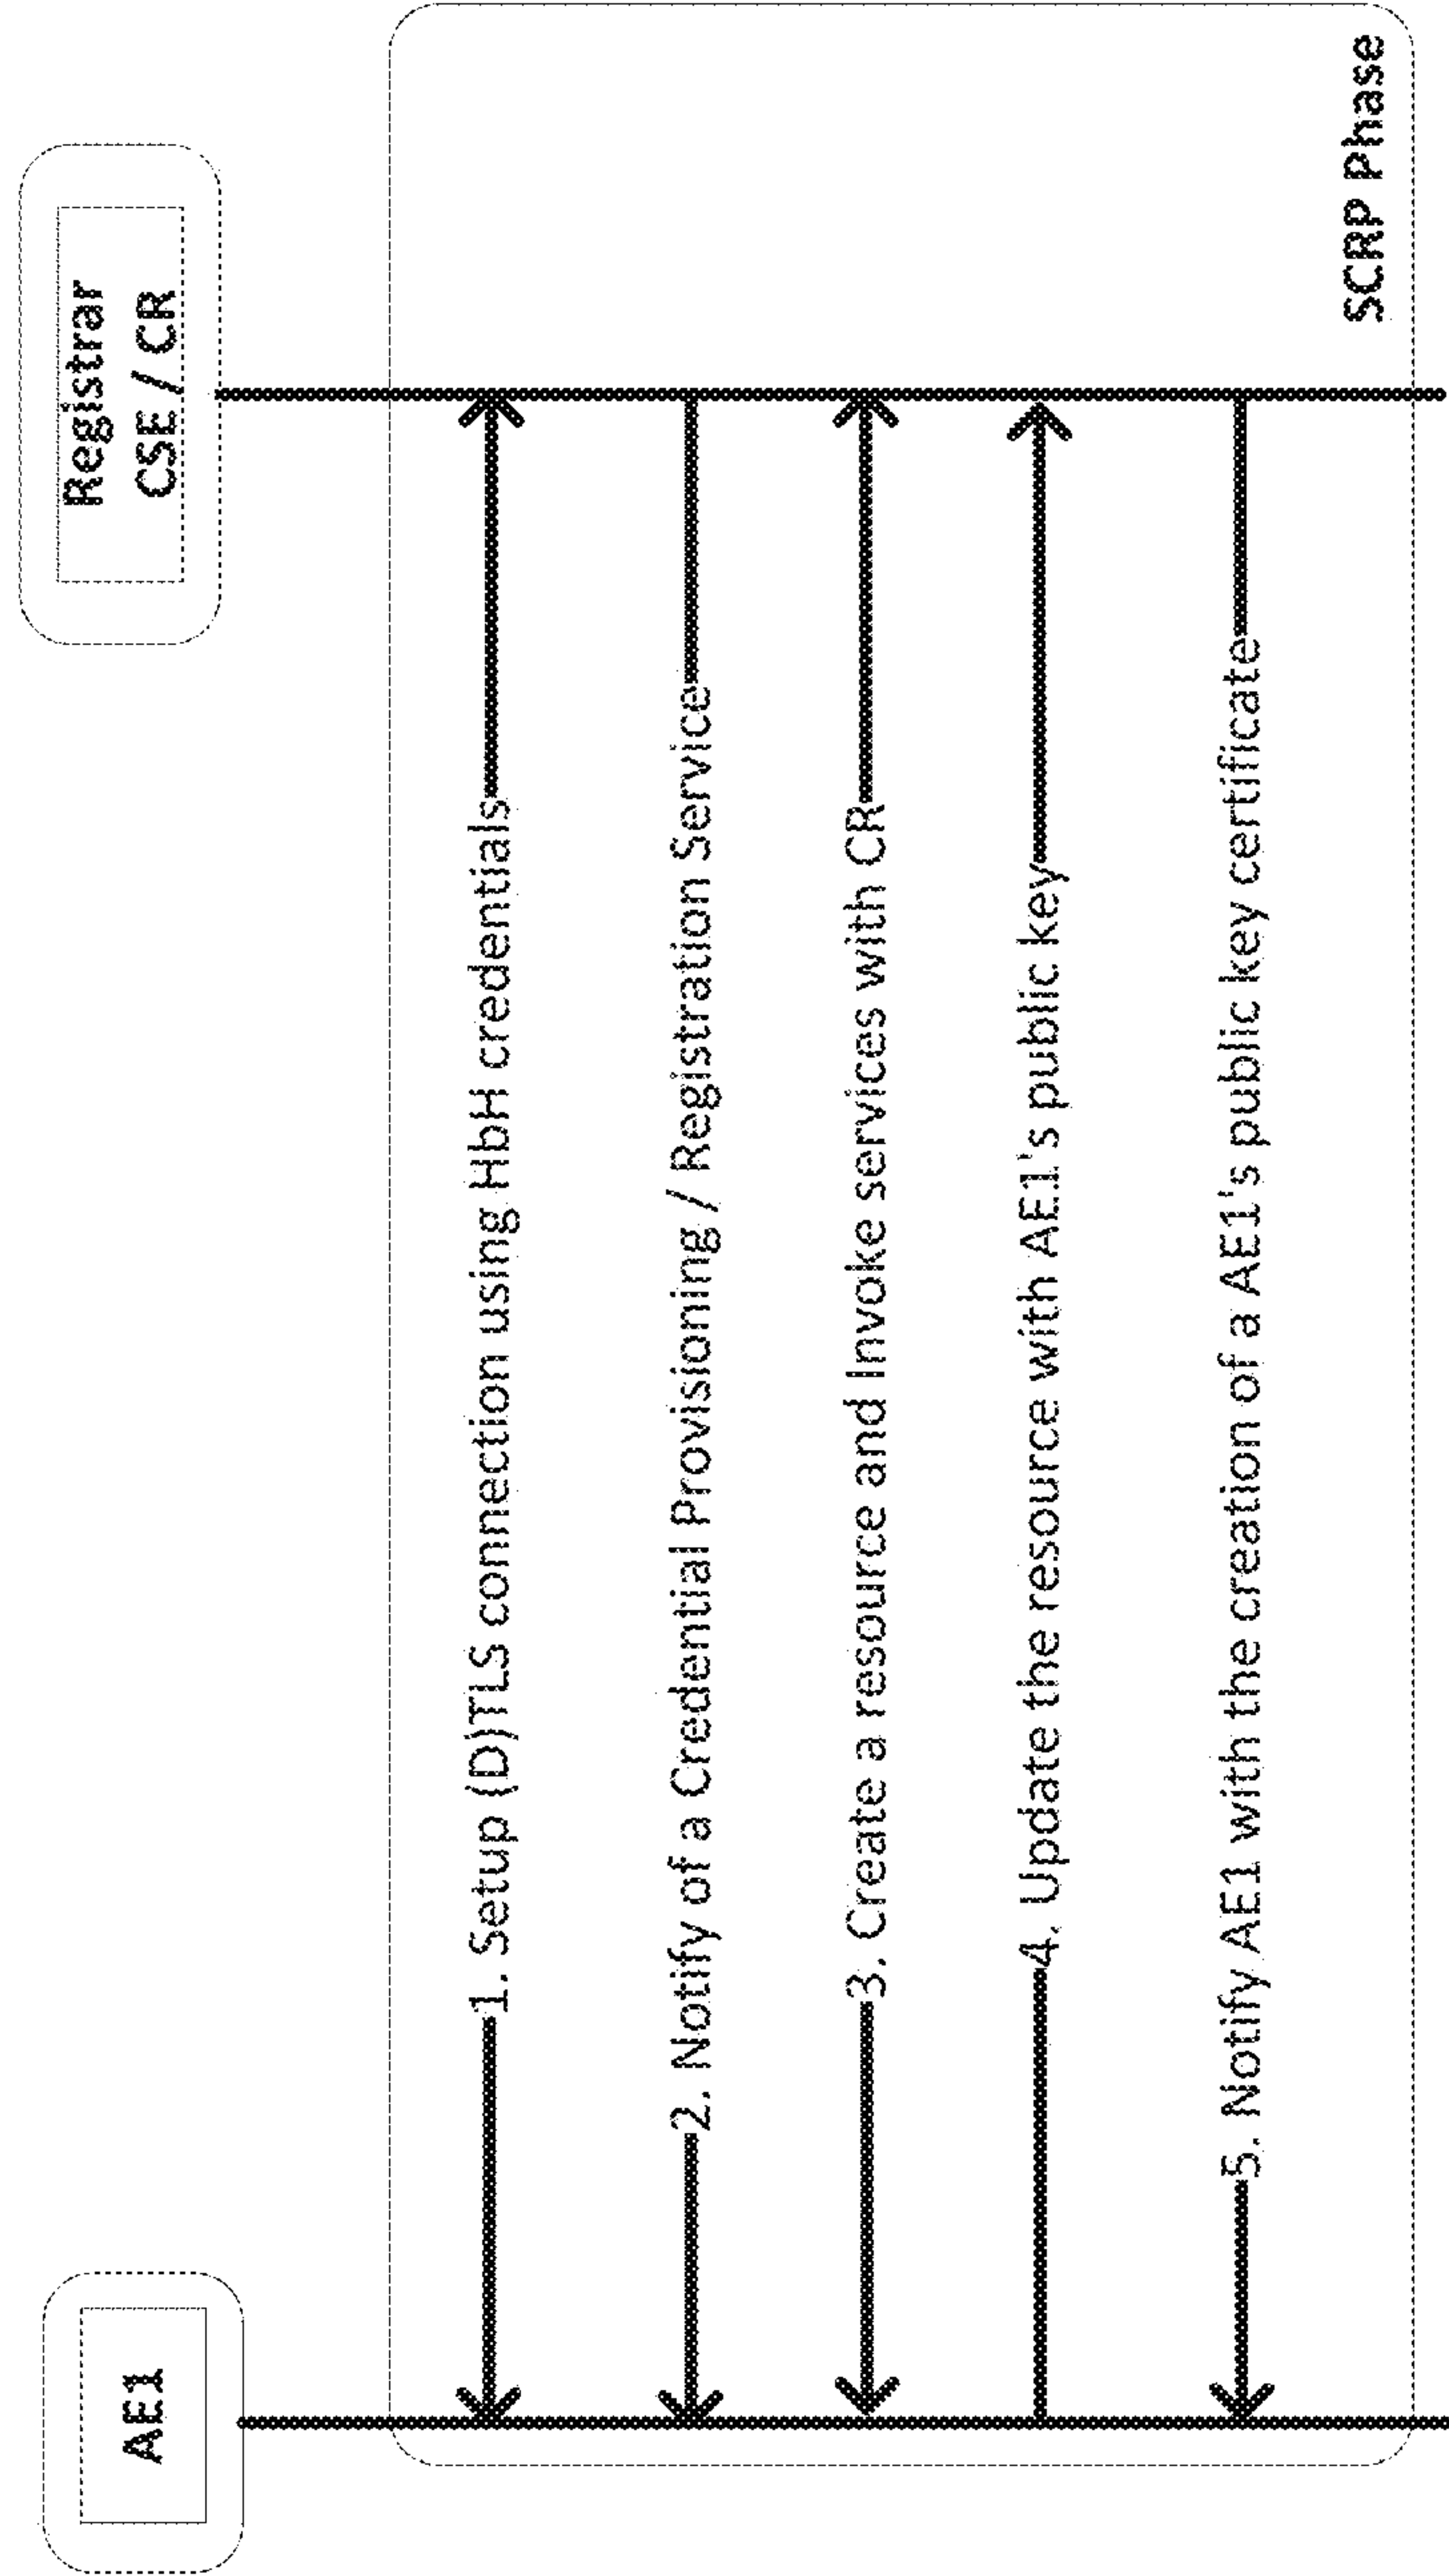 AE1
Registrar
CSE / CR
1. Setup (D)TLS connection using HbH credentials
2. Notify of a Credential Provisioning / Registration Service
3. Create a resource and Invoke services with CR
4. Update the resource with AE1's public key
5. Notify AE1 with the creation of a AE1's public key certificate
SCRP Phase